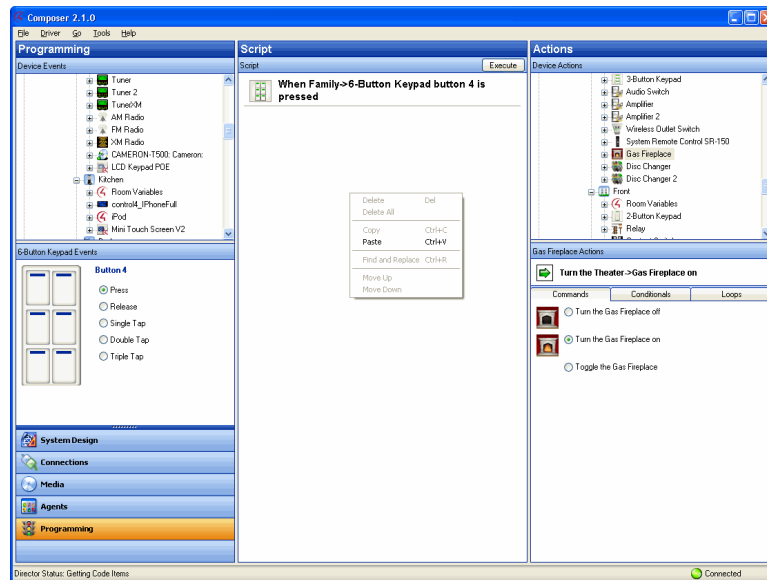 Composer 2.1.0
File Driver Go Tools Help
Programming
Device Events
Tuner
Tuner 2
TunerXM
AM Radio
FM Radio
XM Radio
CAMERON-T500: Cameron:
LCD Keypad POE
Kitchen
Room Variables
control4_IPhoneFull
iPod
Mini Touch Screen V2
6-Button Keypad Events
Button 4
Press
Release
Single Tap
Double Tap
Triple Tap
System Design
Connections
Media
Agents
Programming
Script
Script Execute
When Family->6-Button Keypad button 4 is
pressed
Delete Del
Delete All
Copy Ctrl+C
Paste Ctrl+V
Find and Replace Ctrl+R
Move Up
Move Down
Actions
Device Actions
3-Button Keypad
Audio Switch
Amplifier
Amplifier 2
Wireless Outlet Switch
System Remote Control SR-150
Gas Fireplace
Disc Changer
Disc Changer 2
Front
Room Variables
2-Button Keypad
Relay
Gas Fireplace Actions
Turn the Theater->Gas Fireplace on
Commands Conditionals Loops
Turn the Gas Fireplace off
Turn the Gas Fireplace on
Toggle the Gas Fireplace
Director Status: Getting Code Items
Connected